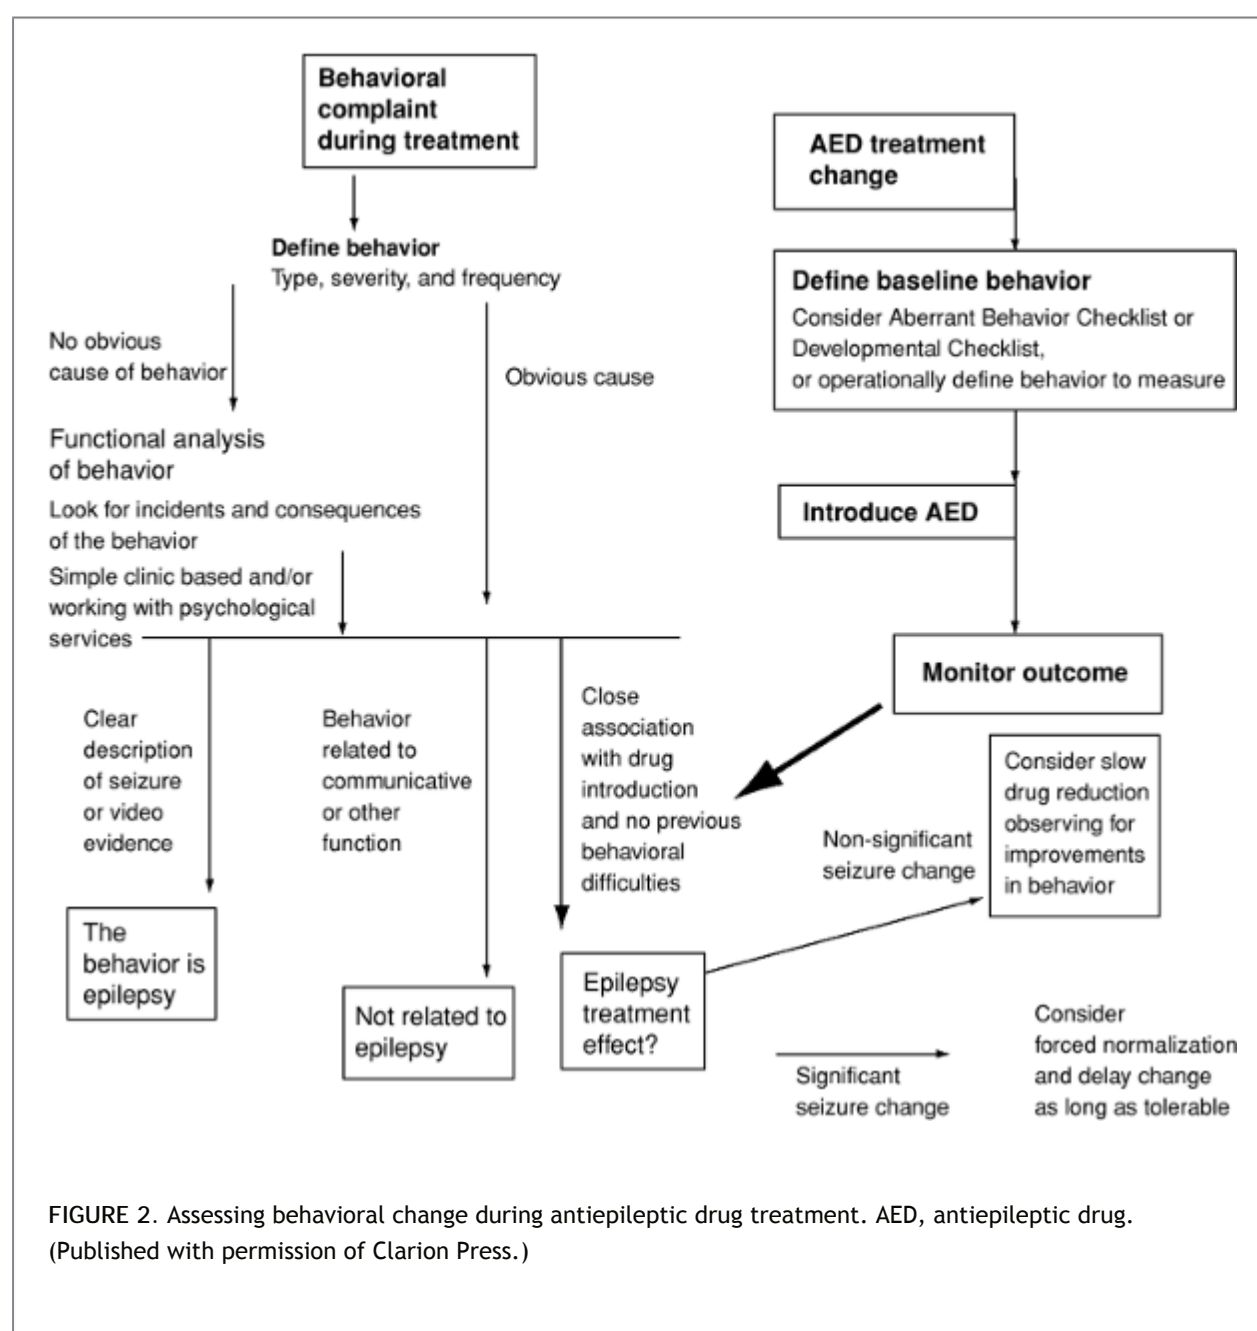 Behavioral
complaint
during treatment
Define behavior
Type, severity, and frequency
No obvious
cause of behavior
Obvious cause
Functional analysis
of behavior
Look for incidents and consequences
of the behavior
Simple clinic based and/or
working with psychological
services
Clear
description
of seizure
or video
evidence
Behavior
related to
communicative
or other
function
Close
association
with drug
introduction
and no previous
behavioral
difficulties
The
behavior is
epilepsy
Not related to
epilepsy
Epilepsy
treatment
effect?
AED treatment
change
Define baseline behavior
Consider Aberrant Behavior Checklist or
Developmental Checklist,
or operationally define behavior to measure
Introduce AED
Monitor outcome
Non-significant
seizure change
Consider slow
drug reduction
observing for
improvements
in behavior
Significant
seizure change
Consider
forced normalization
and delay change
as long as tolerable
FIGURE 2. Assessing behavioral change during antiepileptic drug treatment. AED, antiepileptic drug.
(Published with permission of Clarion Press.)